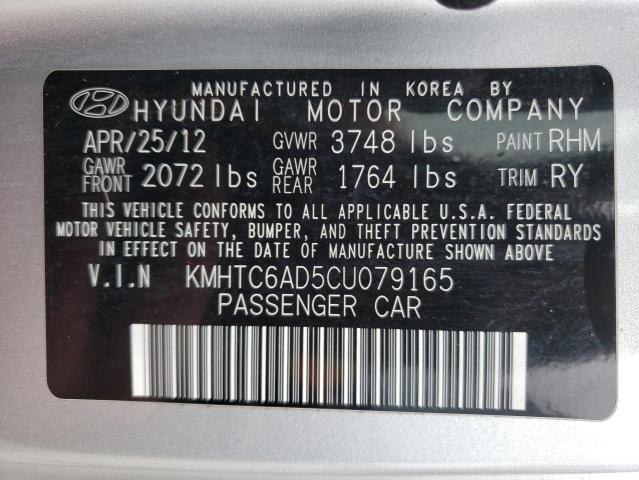 MANUFACTURED IN KOREA BY
HYUNDAI MOTOR COMPANY
APR/25/12 GVWR 3748 lbs PAINT RHM
GAWR FRONT 2072 lbs GAWR REAR 1764 lbs TRIM RY
THIS VEHICLE CONFORMS TO ALL APPLICABLE U.S.A. FEDERAL
MOTOR VEHICLE SAFETY, BUMPER, AND THEFT PREVENTION STANDARDS
IN EFFECT ON THE DATE OF MANUFACTURE SHOWN ABOVE
V.I.N KMHTC6AD5CU079165
PASSENGER CAR